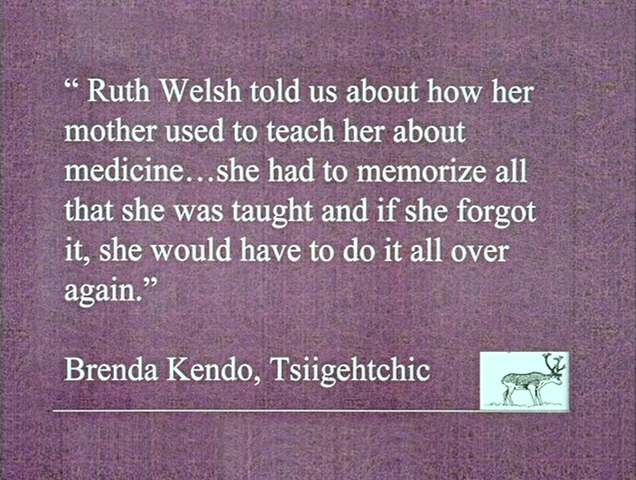 “ Ruth Welsh told us about how her
mother used to teach her about
medicine…she had to memorize all
that she was taught and if she forgot
it, she would have to do it all over
again.”
Brenda Kendo, Tsiigehtchic